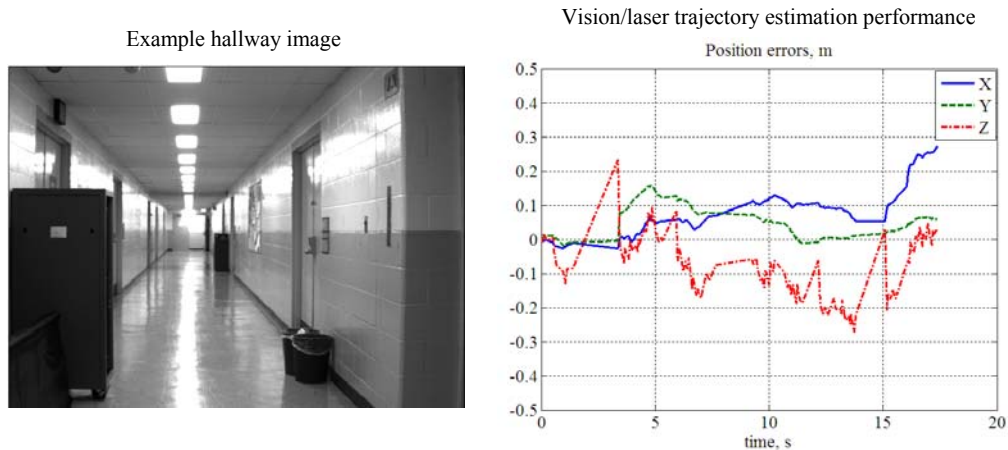 Example hallway image
Vision/laser trajectory estimation performance
Position errors, m
0.5
0.4
0.3
0.2
0.1
0
-0.1
-0.2
-0.3
-0.4
-0.5
X
Y
Z
0 5 10 15 20
time, s